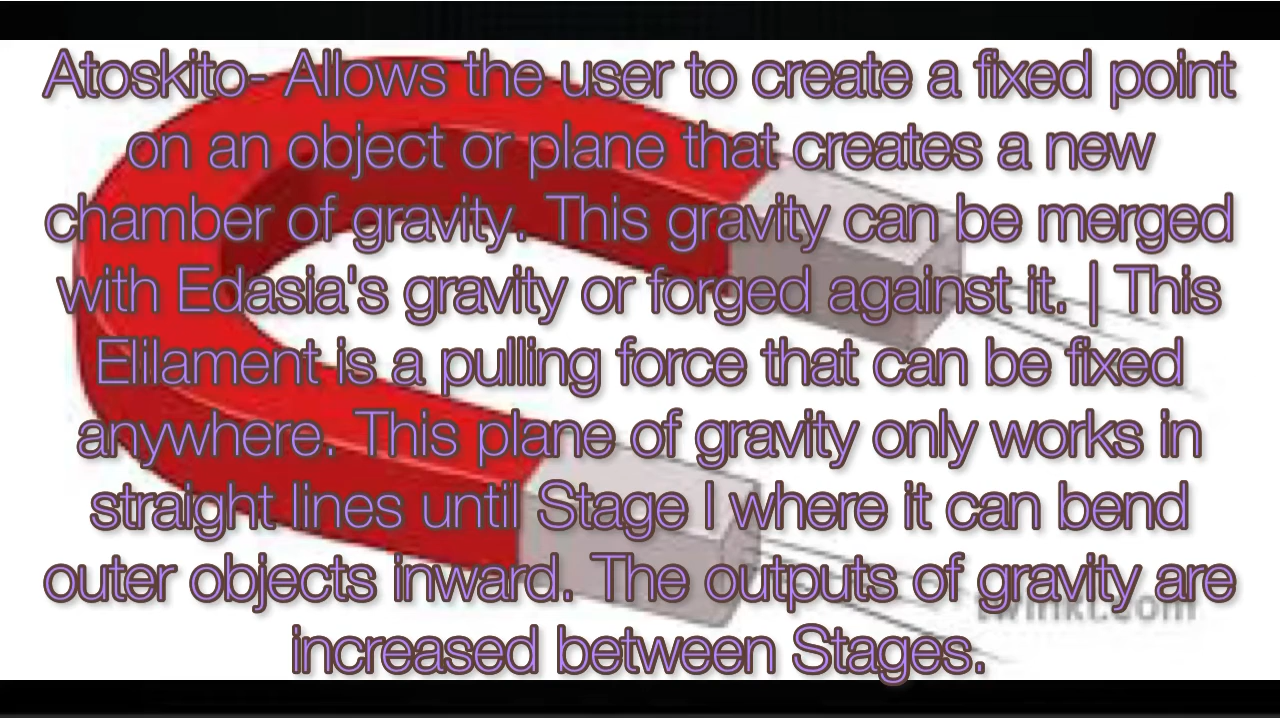 Atoskito- Allows the user to create a fixed point
on an object or plane that creates a new
chamber of gravity. This gravity can be merged
with Edasia's gravity or forged against it. | This
Elilament is a pulling force that can be fixed
anywhere. This plane of gravity only works in
straight lines until Stage I where it can bend
outer objects inward. The outputs of gravity are
increased between Stages.